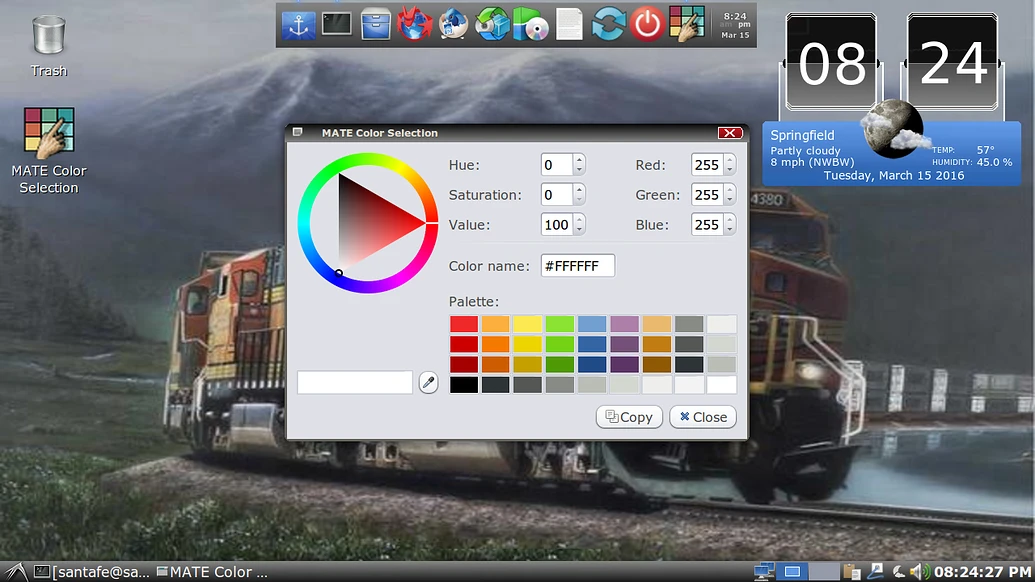 Trash
MATE Color
Selection
8:24
am pm
Mar 15
08 24
Springfield
Partly cloudy
8 mph (NWBW)
TEMP: 57°
HUMIDITY: 45.0 %
Tuesday, March 15 2016
4380
MATE Color Selection
Hue: 0
Red: 255
Saturation: 0
Green: 255
Value: 100
Blue: 255
Color name: #FFFFFF
Palette:
Copy
Close
[santafe@sa...
MATE Color ...
08:24:27 PM